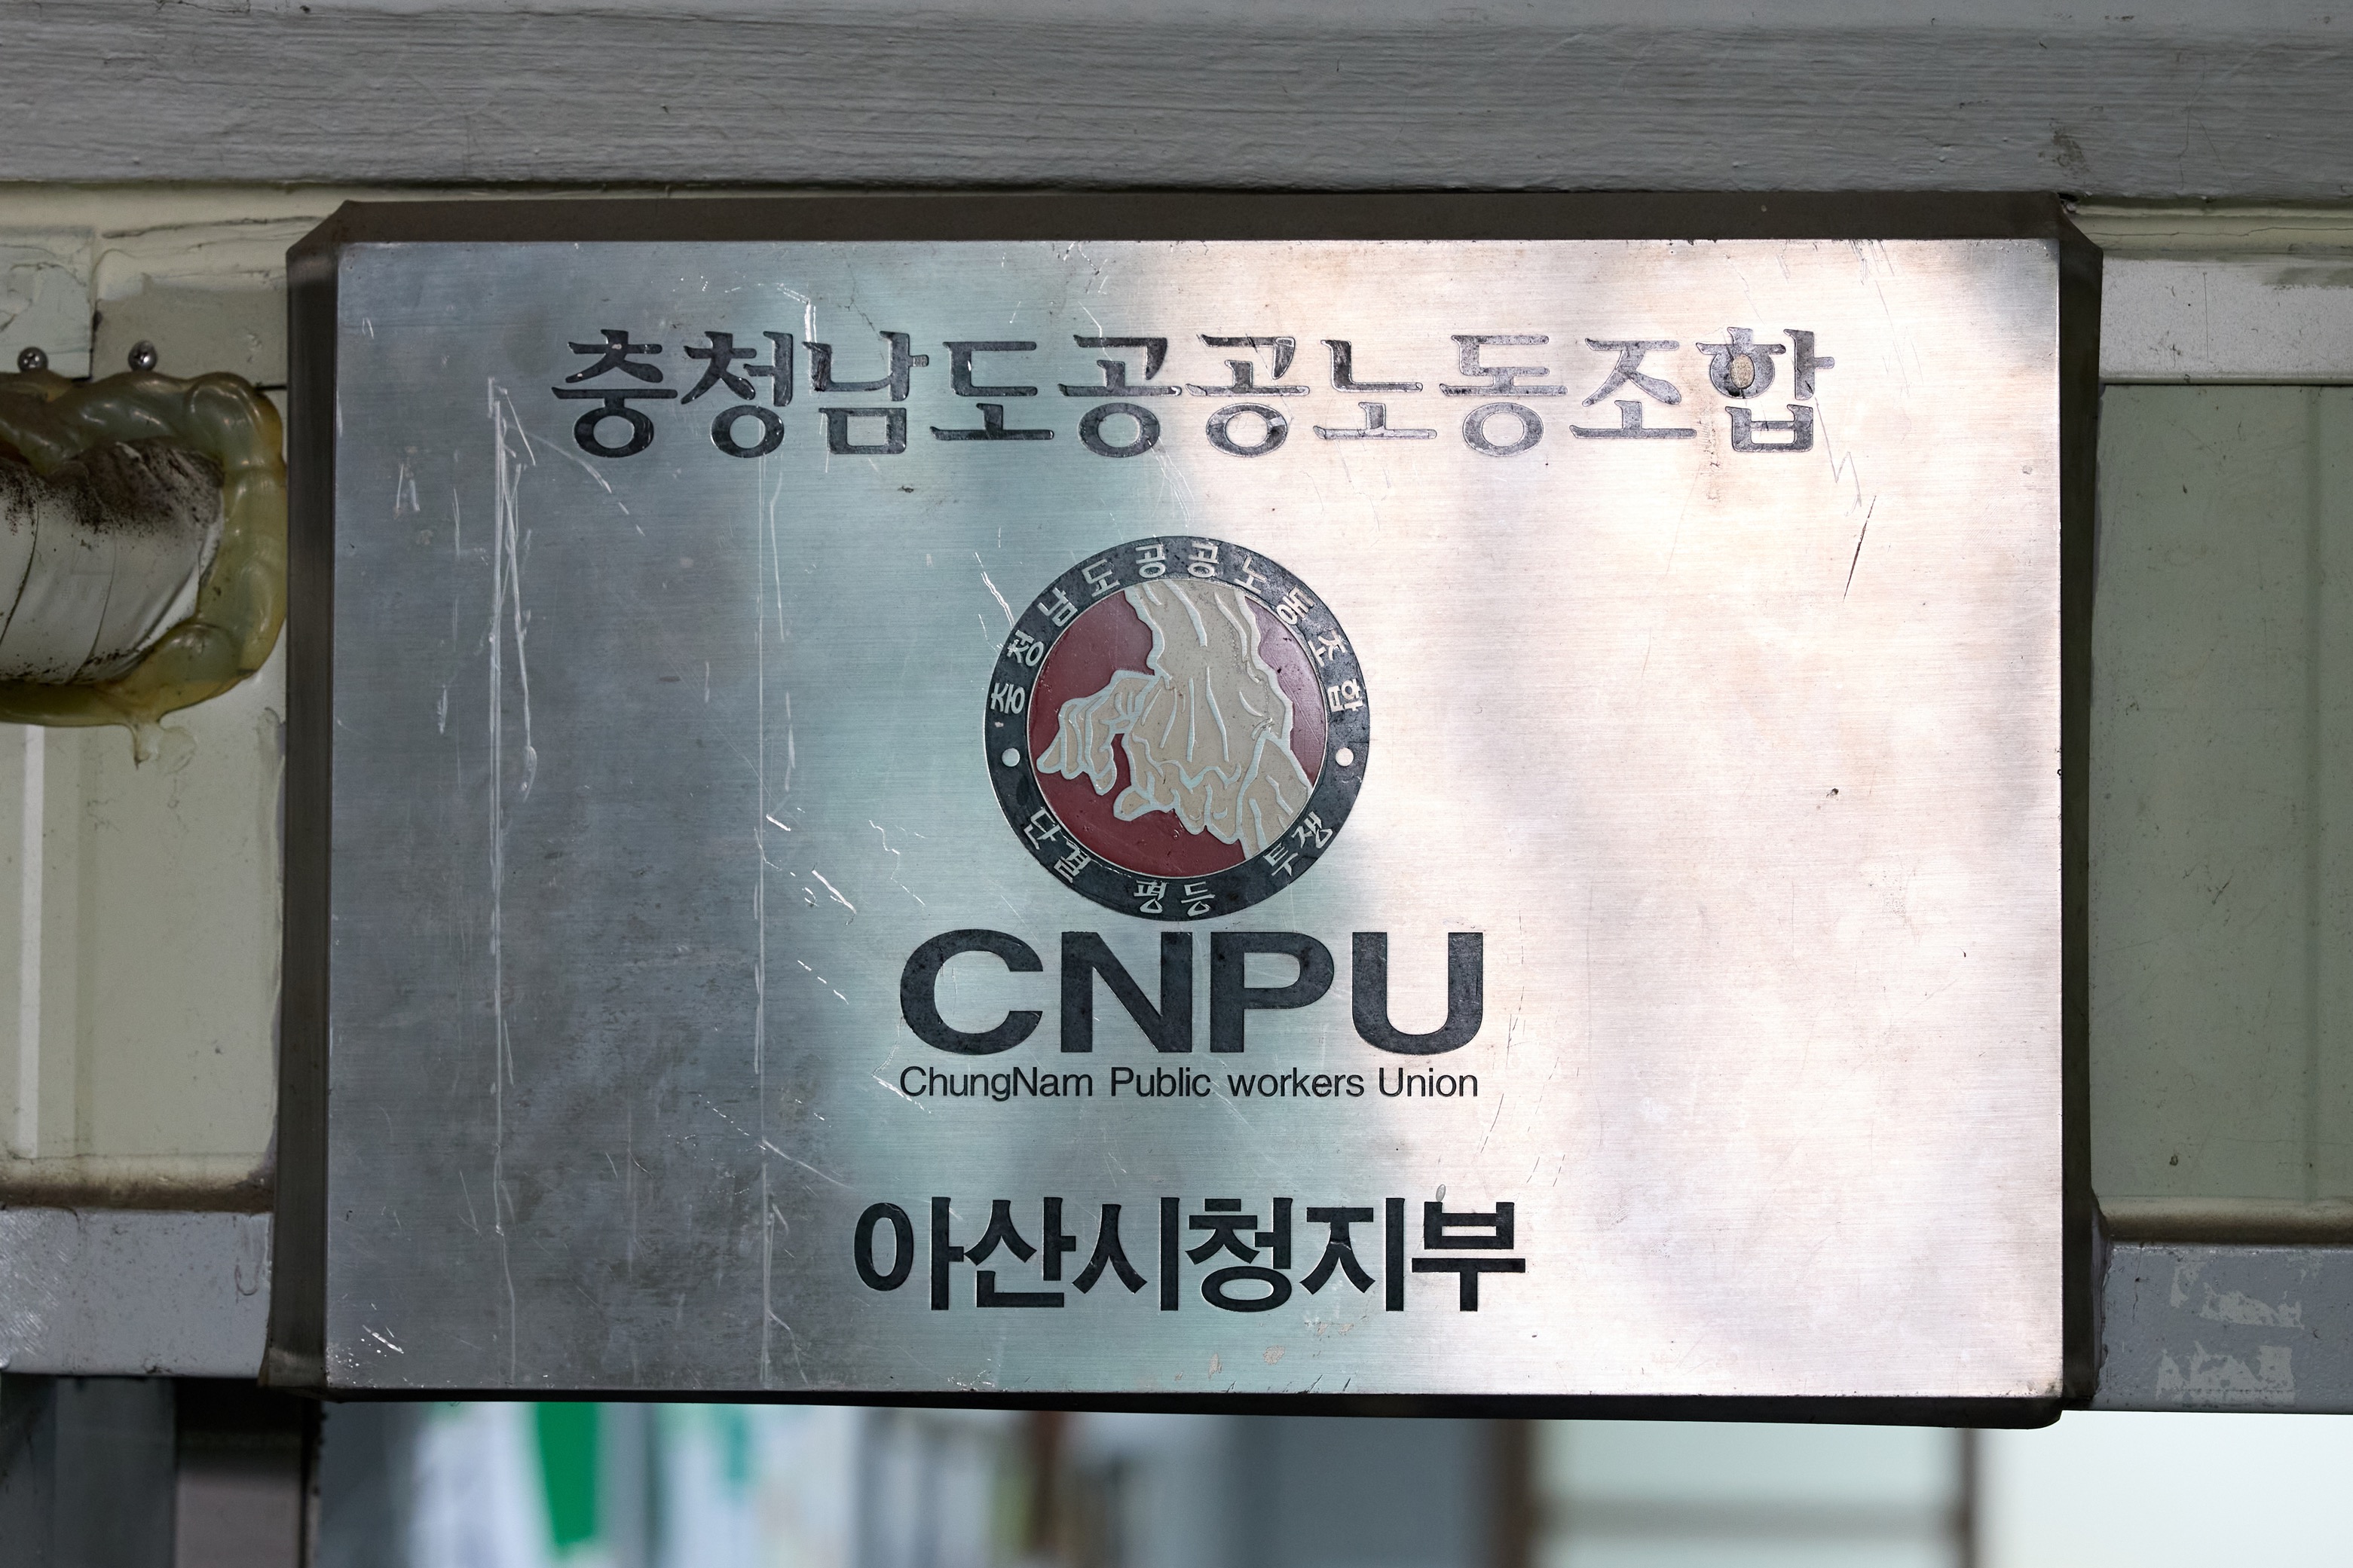 충청남도공공노동조합
충청남도공공노동조합
단결 평등 투쟁
CNPU
ChungNam Public workers Union
아산시청지부